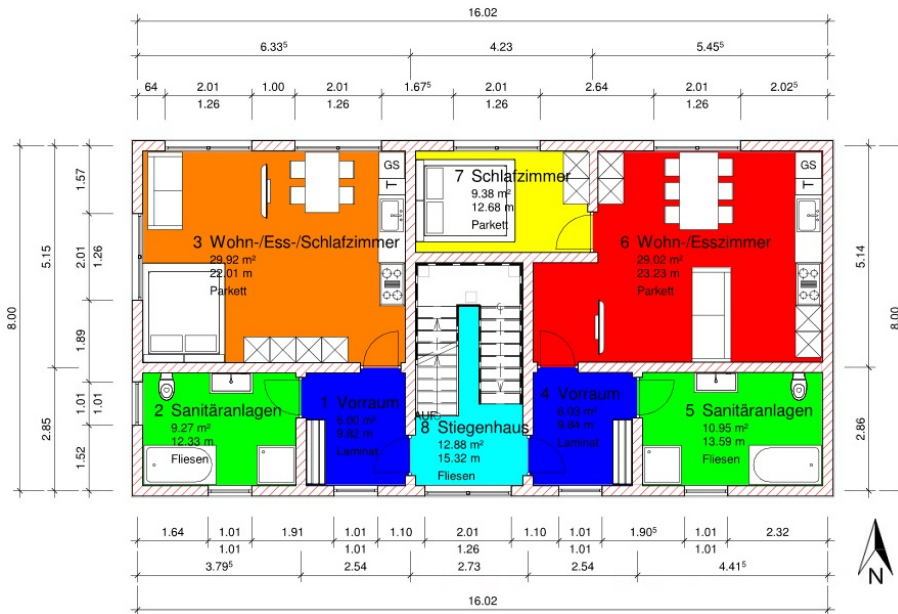 16.02
6.33⁵ 4.23 5.45⁵
64 2.01 1.00 2.01 1.67⁵ 2.01 2.64 2.01 2.02⁵
1.26 1.26 1.26 1.26
8.00
5.15
2.85
1.57
2.01
1.26
1.89
1.01
1.01
1.52
GS
T
3 Wohn-/Ess-/Schlafzimmer
29.92 m²
22.01 m
Parkett
7 Schlafzimmer
9.38 m²
12.68 m
Parkett
GS
T
6 Wohn-/Esszimmer
29.02 m²
23.23 m
Parkett
2 Sanitäranlagen
9.27 m²
12.33 m
Fliesen
1 Vorraum
6.00 m²
9.82 m
Laminat
AUF
8 Stiegenhaus
12.88 m²
15.32 m
Fliesen
4 Vorraum
6.03 m²
9.84 m
Laminat
5 Sanitäranlagen
10.95 m²
13.59 m
Fliesen
5.14
2.86
8.00
1.64 1.01 1.91 1.01 1.10 2.01 1.10 1.01 1.90⁵ 1.01 2.32
1.01 1.01 1.26 1.01 1.01
3.79⁵ 2.54 2.73 2.54 4.41⁵
16.02
N